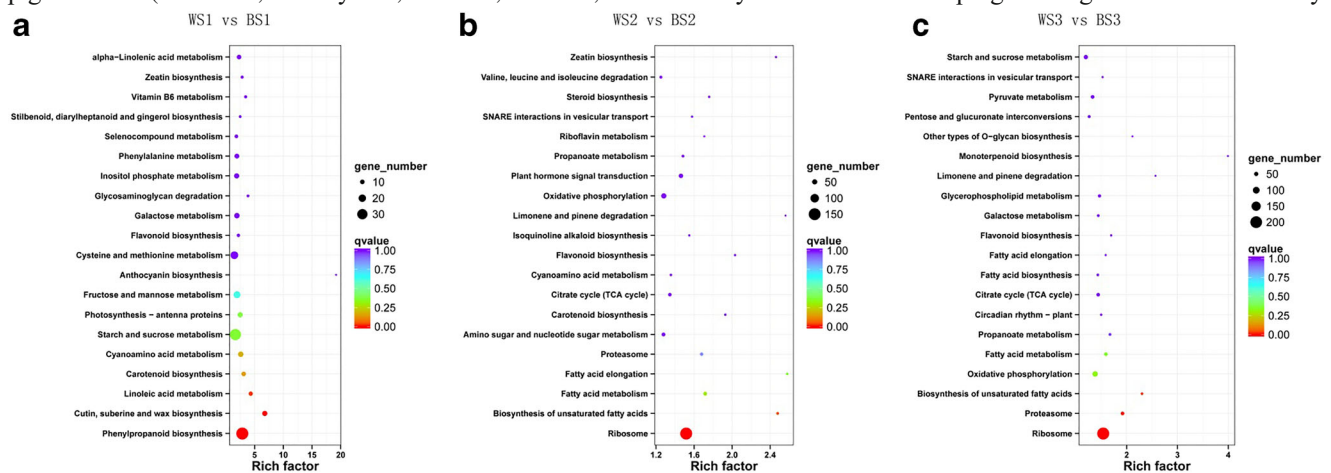 WS1 vs BS1
a
alpha−Linolenic acid metabolism
Zeatin biosynthesis
Vitamin B6 metabolism
Stilbenoid, diarylheptanoid and gingerol biosynthesis
Selenocompound metabolism
Phenylalanine metabolism
Inositol phosphate metabolism
Glycosaminoglycan degradation
Galactose metabolism
Flavonoid biosynthesis
Cysteine and methionine metabolism
Anthocyanin biosynthesis
Fructose and mannose metabolism
Photosynthesis − antenna proteins
Starch and sucrose metabolism
Cyanoamino acid metabolism
Carotenoid biosynthesis
Linoleic acid metabolism
Cutin, suberine and wax biosynthesis
Phenylpropanoid biosynthesis
5 10 15 20
Rich factor
gene_number
10
20
30
qvalue
1.00
0.75
0.50
0.25
0.00
WS2 vs BS2
b
Zeatin biosynthesis
Valine, leucine and isoleucine degradation
Steroid biosynthesis
SNARE interactions in vesicular transport
Riboflavin metabolism
Propanoate metabolism
Plant hormone signal transduction
Oxidative phosphorylation
Limonene and pinene degradation
Isoquinoline alkaloid biosynthesis
Flavonoid biosynthesis
Cyanoamino acid metabolism
Citrate cycle (TCA cycle)
Carotenoid biosynthesis
Amino sugar and nucleotide sugar metabolism
Proteasome
Fatty acid elongation
Fatty acid metabolism
Biosynthesis of unsaturated fatty acids
Ribosome
1.2 1.6 2.0 2.4
Rich factor
gene_number
50
100
150
qvalue
1.00
0.75
0.50
0.25
0.00
WS3 vs BS3
c
Starch and sucrose metabolism
SNARE interactions in vesicular transport
Pyruvate metabolism
Pentose and glucuronate interconversions
Other types of O−glycan biosynthesis
Monoterpenoid biosynthesis
Limonene and pinene degradation
Glycerophospholipid metabolism
Galactose metabolism
Flavonoid biosynthesis
Fatty acid elongation
Fatty acid biosynthesis
Citrate cycle (TCA cycle)
Circadian rhythm − plant
Propanoate metabolism
Fatty acid metabolism
Oxidative phosphorylation
Biosynthesis of unsaturated fatty acids
Proteasome
Ribosome
2 3 4
Rich factor
gene_number
50
100
150
200
qvalue
1.00
0.75
0.50
0.25
0.00